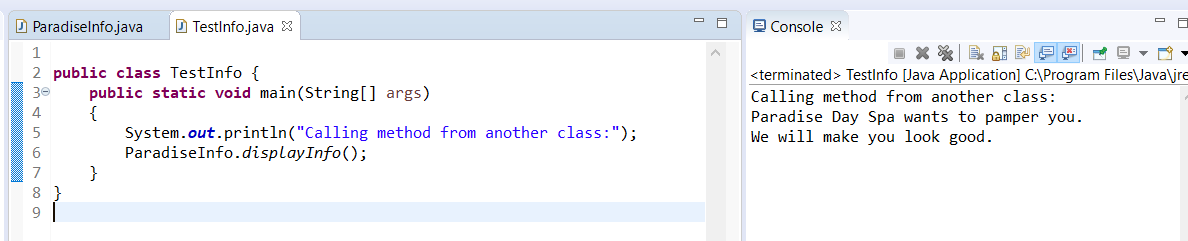 ParadiseInfo.java
TestInfo.java
1
2 public class TestInfo {
3 public static void main(String[] args)
4 {
5 System.out.println("Calling method from another class:");
6 ParadiseInfo.displayInfo();
7 }
8 }
9
Console
<terminated> TestInfo [Java Application] C:\Program Files\Java\jre
Calling method from another class:
Paradise Day Spa wants to pamper you.
We will make you look good.